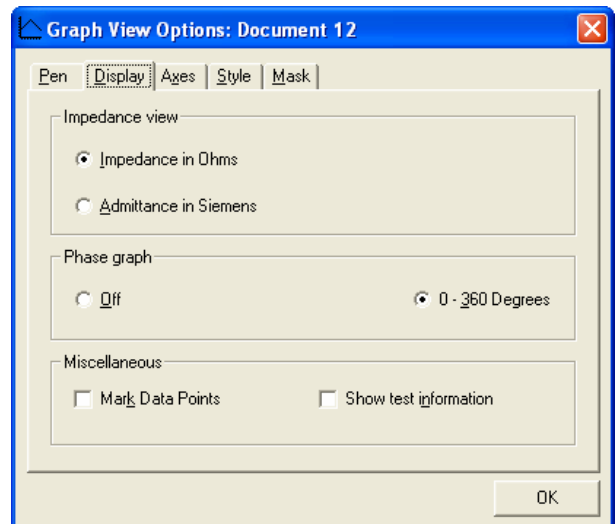 Graph View Options: Document 12
Pen Display Axes Style Mask
Impedance view
Impedance in Ohms
Admittance in Siemens
Phase graph
Off 0 - 360 Degrees
Miscellaneous
Mark Data Points Show test information
OK